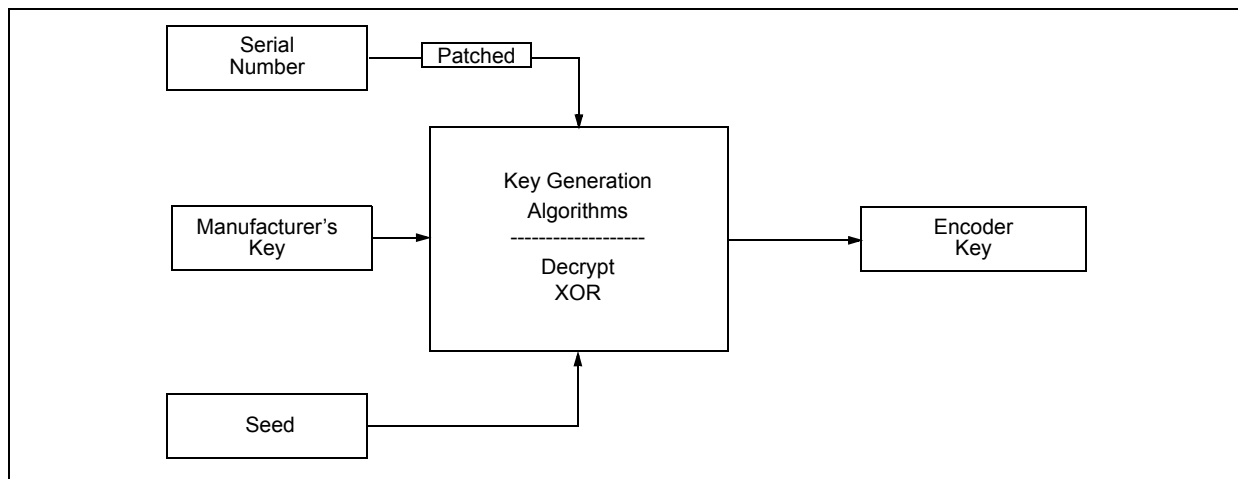 Serial
Number
Patched
Key Generation
Algorithms
-------------------
Decrypt
XOR
Manufacturer’s
Key
Encoder
Key
Seed